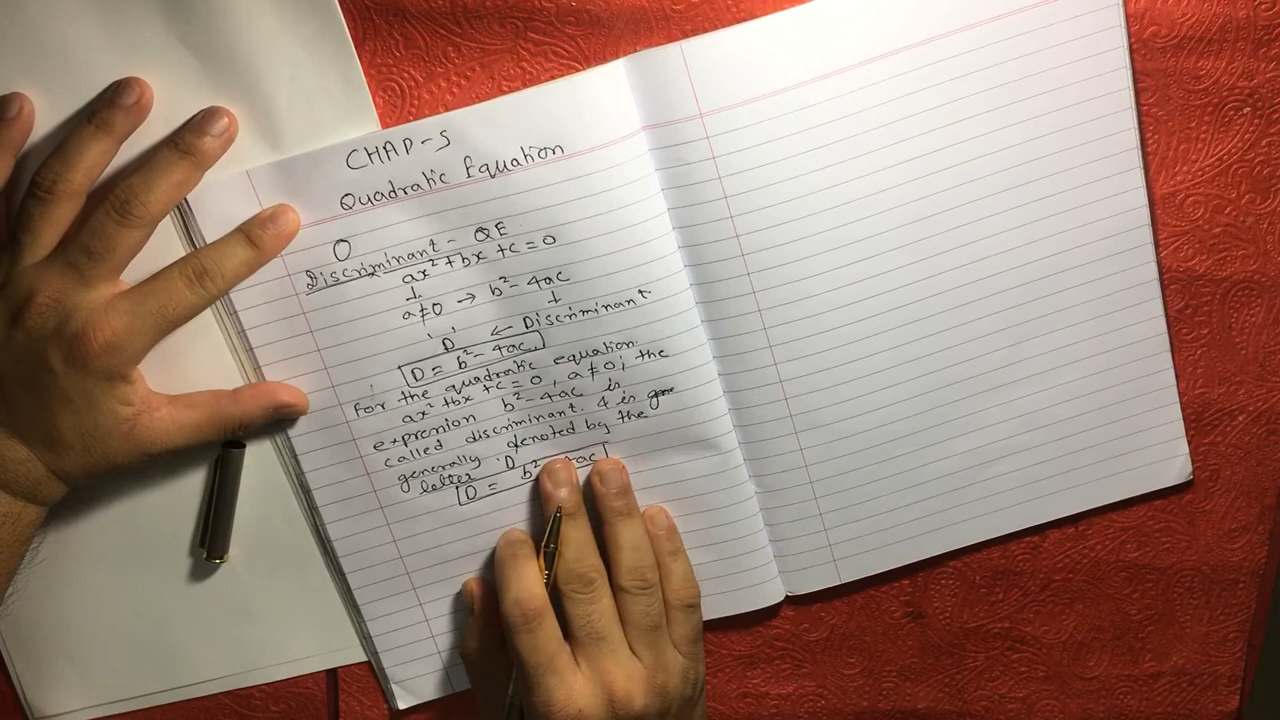 CHAP-5
Quadratic Equation
Discriminant - QE
ax² + bx + c = 0
↓
a≠0 → b² - 4ac
↓
'D' ← Discriminant.
D = b² - 4ac.
For the quadratic equation.
ax² + bx + c = 0, a≠0; the
expression b² - 4ac is
called discriminant. & is gene
generally denoted by the
letter 'D
D = b² 4ac